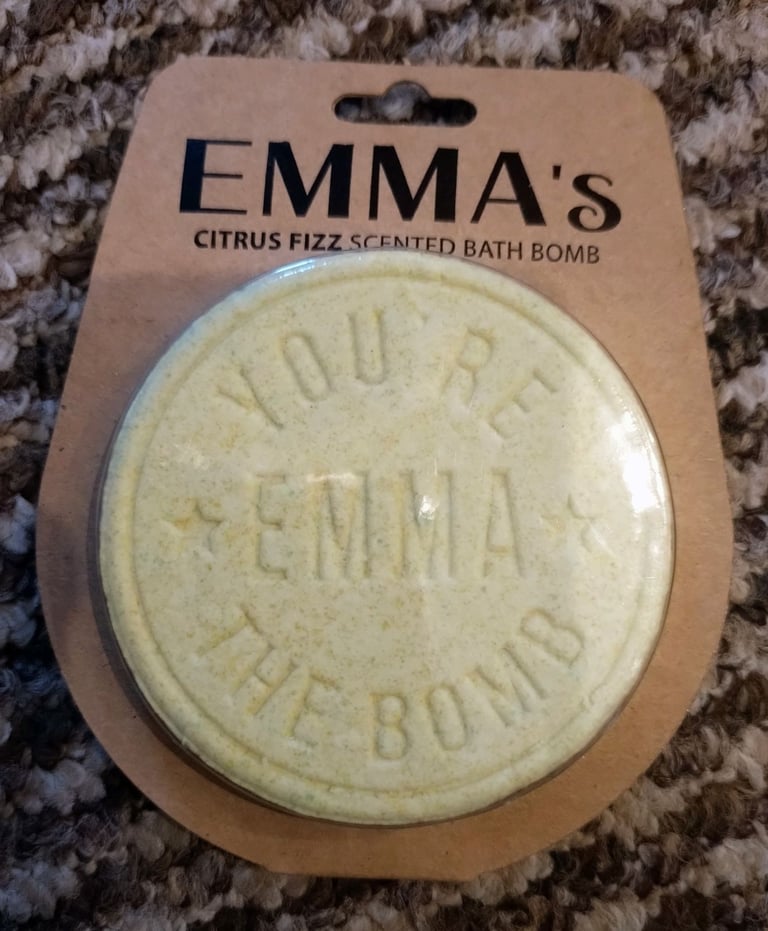 EMMA's
CITRUS FIZZ SCENTED BATH BOMB
YOU'RE
EMMA
THE BOMB